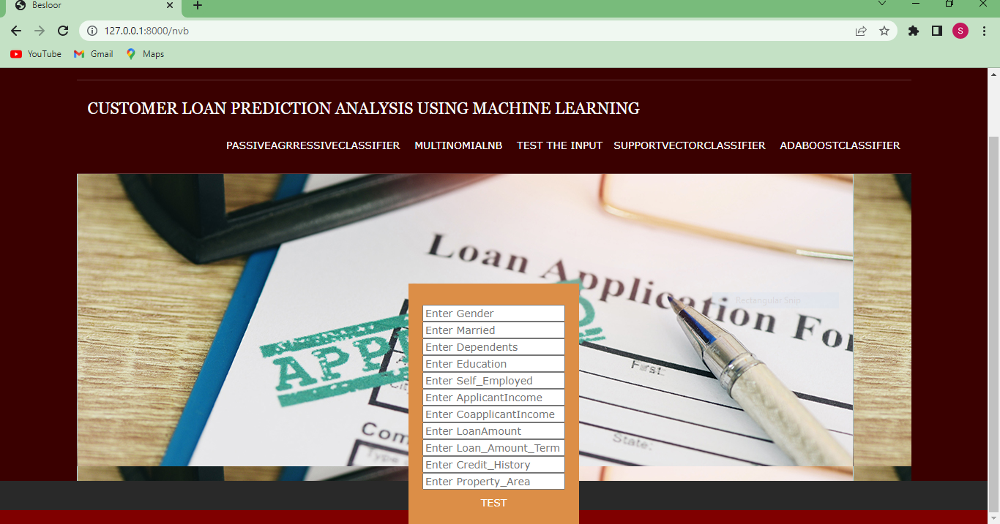 Besloor
127.0.0.1:8000/nvb
S
YouTube Gmail Maps
CUSTOMER LOAN PREDICTION ANALYSIS USING MACHINE LEARNING
PASSIVEAGRRESSIVECLASSIFIER MULTINOMIALNB TEST THE INPUT SUPPORTVECTORCLASSIFIER ADABOOSTCLASSIFIER
Loan Application For
Rectangular Snip
APP
First:
State:
Com
Type
Enter Gender
Enter Married
Enter Dependents
Enter Education
Enter Self_Employed
Enter ApplicantIncome
Enter CoapplicantIncome
Enter LoanAmount
Enter Loan_Amount_Term
Enter Credit_History
Enter Property_Area
TEST